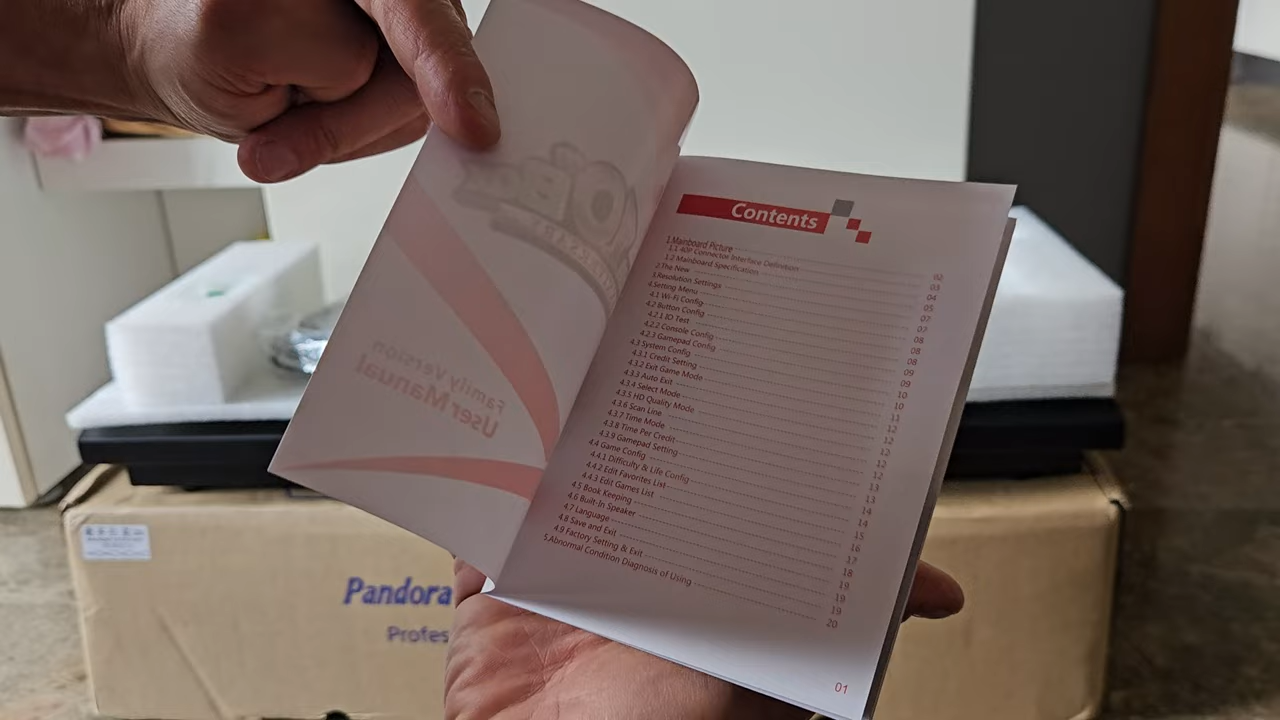 Family Version
User Manual
Contents
1.Mainboard Picture 02
1.1 40P Connector Interface Definition 03
1.2 Mainboard Specification 04
2.The New 05
3.Resolution Settings 07
4.Setting Menu 07
4.1 Wi-Fi Config 08
4.2 Button Config 08
4.2.1 IO Test 08
4.2.2 Console Config 09
4.2.3 Gamepad Config 09
4.3 System Config 10
4.3.1 Credit Setting 10
4.3.2 Exit Game Mode 11
4.3.3 Auto Exit 12
4.3.4 Select Mode 12
4.3.5 HD Quality Mode 12
4.3.6 Scan Line 12
4.3.7 Time Mode 12
4.3.8 Time Per Credit 13
4.3.9 Gamepad Setting 13
4.4 Game Config 14
4.4.1 Difficulty & Life Config 14
4.4.2 Edit Favorites List 15
4.4.3 Edit Games List 16
4.5 Book Keeping 17
4.6 Built-In Speaker 18
4.7 Language 19
4.8 Save and Exit 19
4.9 Factory Setting & Exit 19
5.Abnormal Condition Diagnosis of Using 20
01
Pandora
Profes